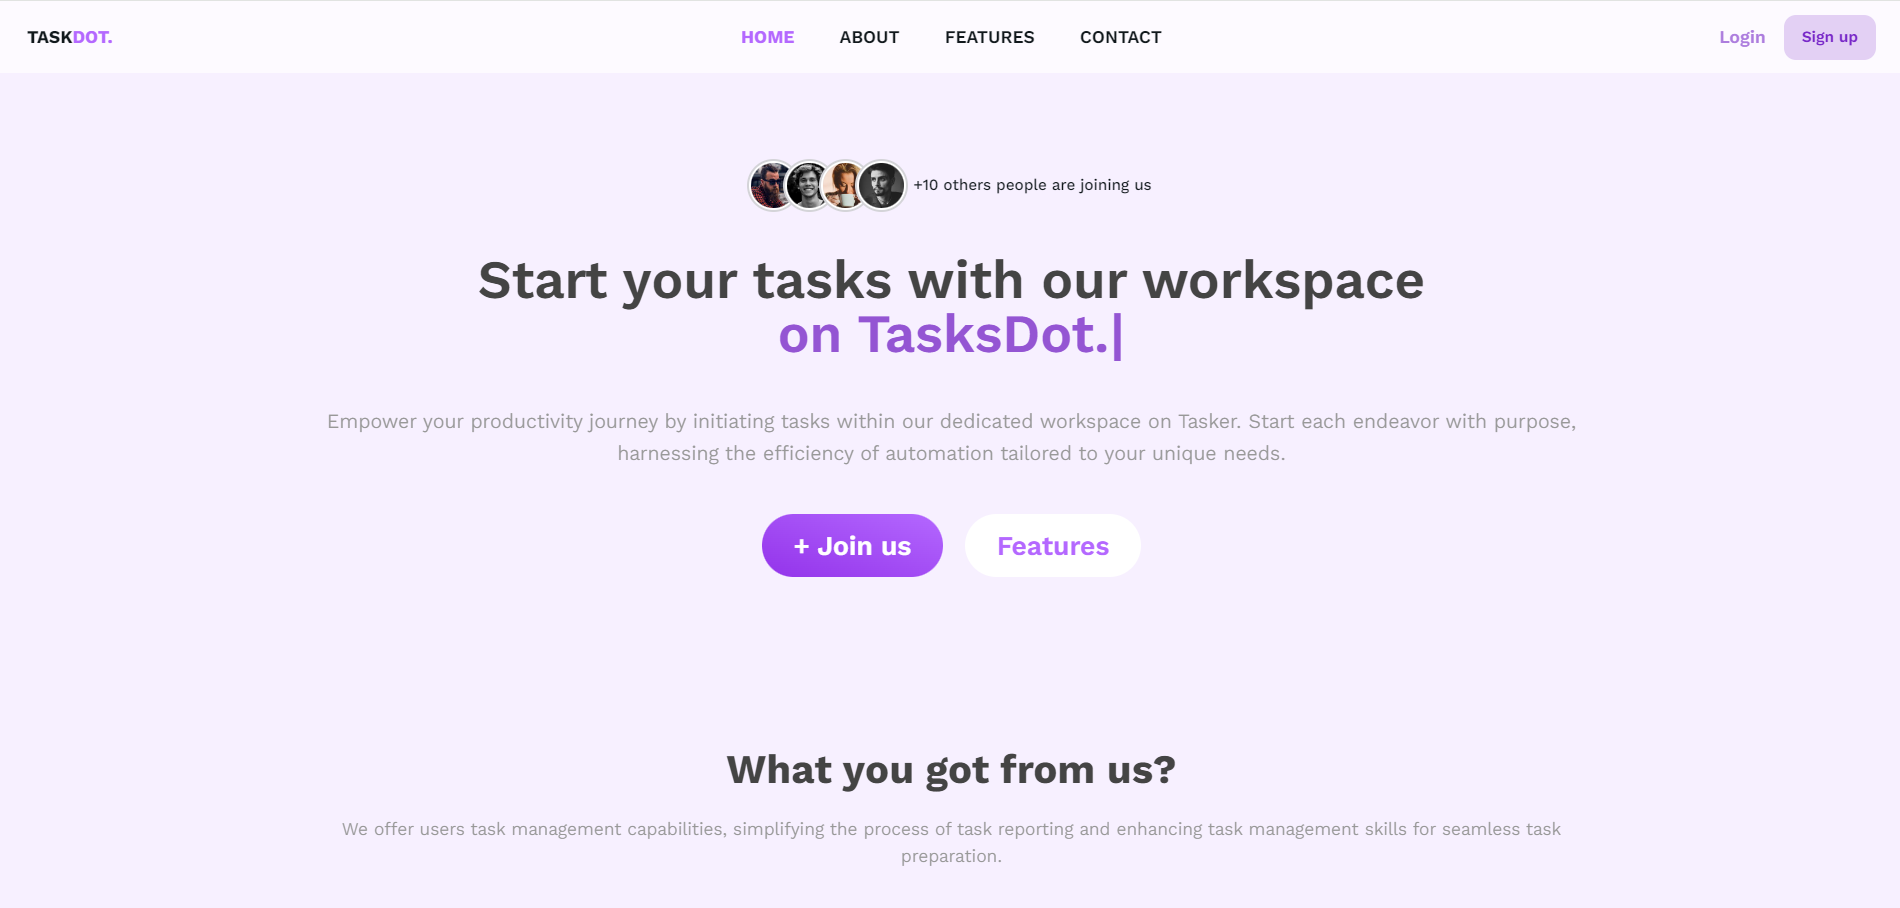 TASKDOT.
HOME ABOUT FEATURES CONTACT
Login Sign up
+10 others people are joining us
Start your tasks with our workspace
on TasksDot.|
Empower your productivity journey by initiating tasks within our dedicated workspace on Tasker. Start each endeavor with purpose,
harnessing the efficiency of automation tailored to your unique needs.
+ Join us Features
What you got from us?
We offer users task management capabilities, simplifying the process of task reporting and enhancing task management skills for seamless task
preparation.